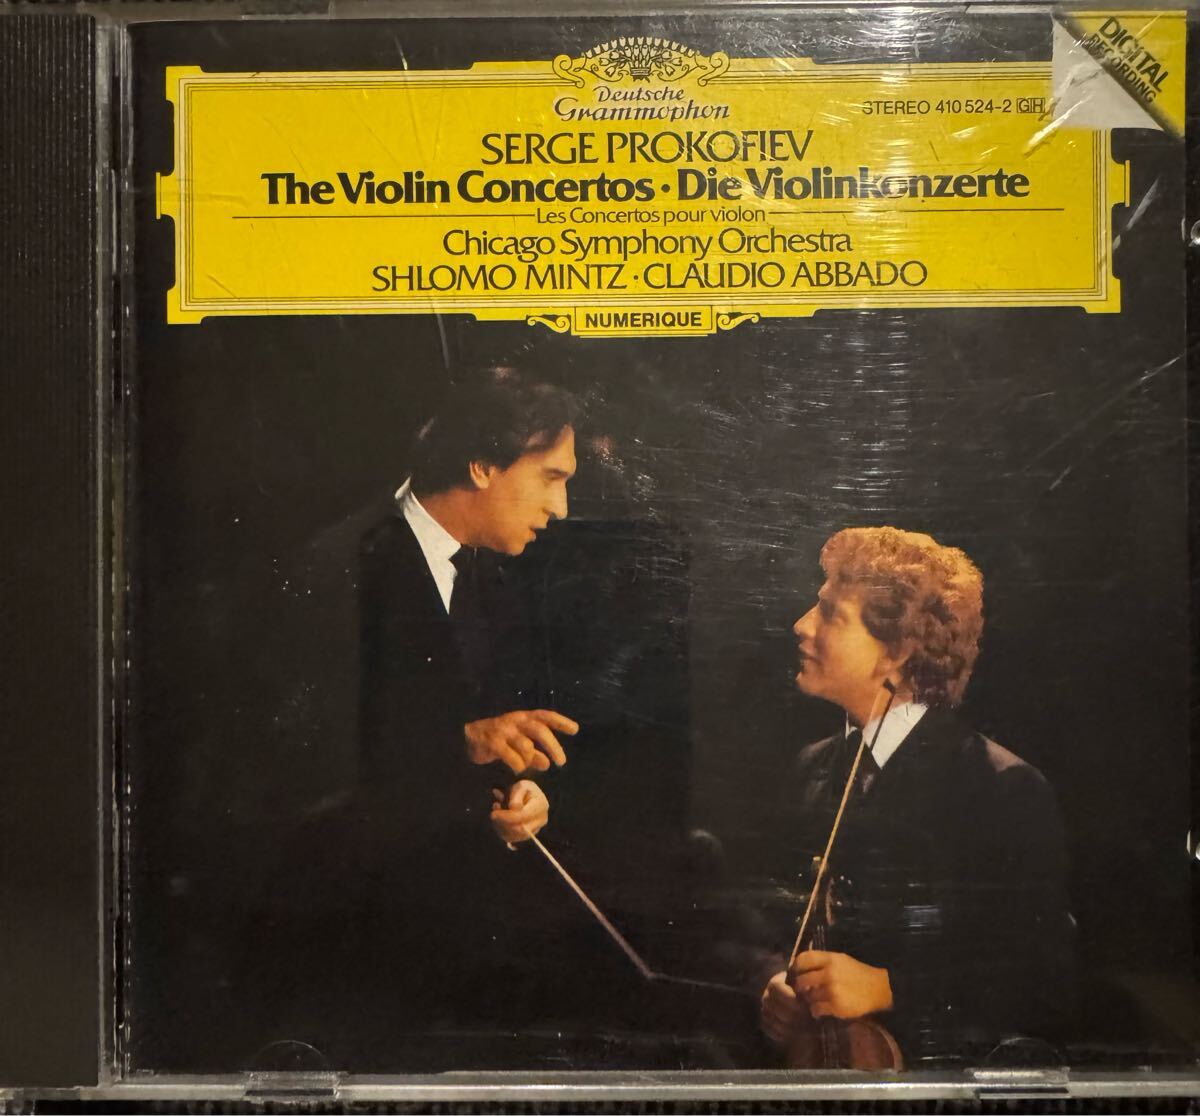 DIGITAL
RECORDING
Deutsche
Grammophon
STEREO 410 524-2 GH
SERGE PROKOFIEV
The Violin Concertos · Die Violinkonzerte
Les Concertos pour violon
Chicago Symphony Orchestra
SHLOMO MINTZ · CLAUDIO ABBADO
NUMERIQUE